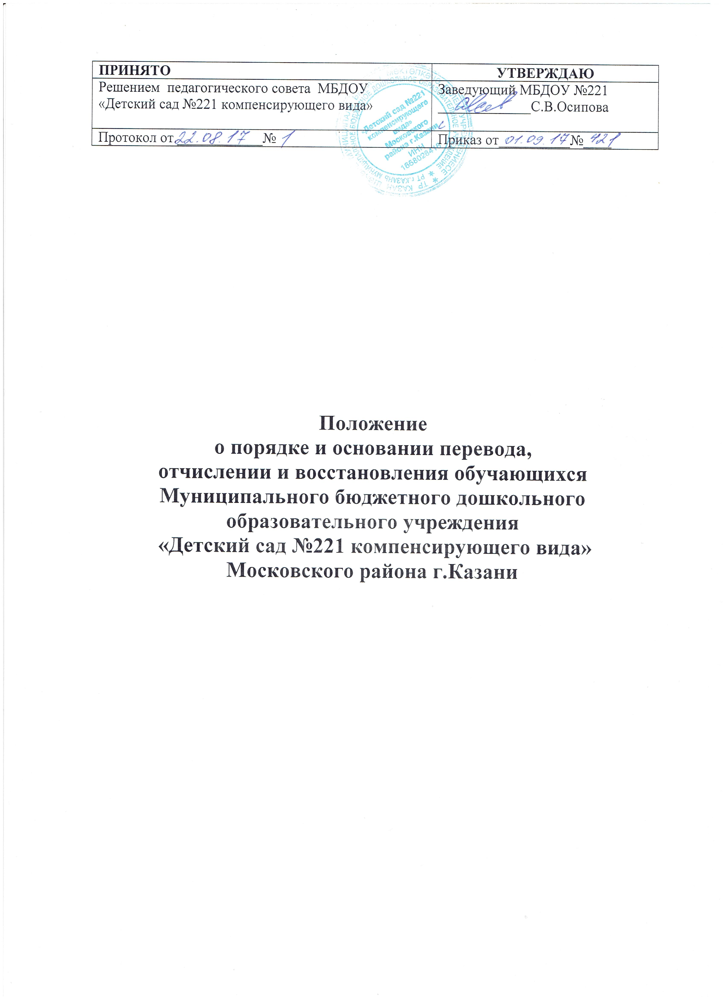 ПРИНЯТО
УТВЕРЖДАЮ
Решением педагогического совета МБДОУ
«Детский сад №221 компенсирующего вида»
Заведующий МБДОУ №221
С.В.Осипова
Протокол от 22.08.17 № 1
Приказ от 01.09.17 № 421
«Детский сад №221
компенсирующего
вида»
Московского
района г.Казани
ИНН
Положение
о порядке и основании перевода,
отчислении и восстановления обучающихся
Муниципального бюджетного дошкольного
образовательного учреждения
«Детский сад №221 компенсирующего вида»
Московского района г.Казани